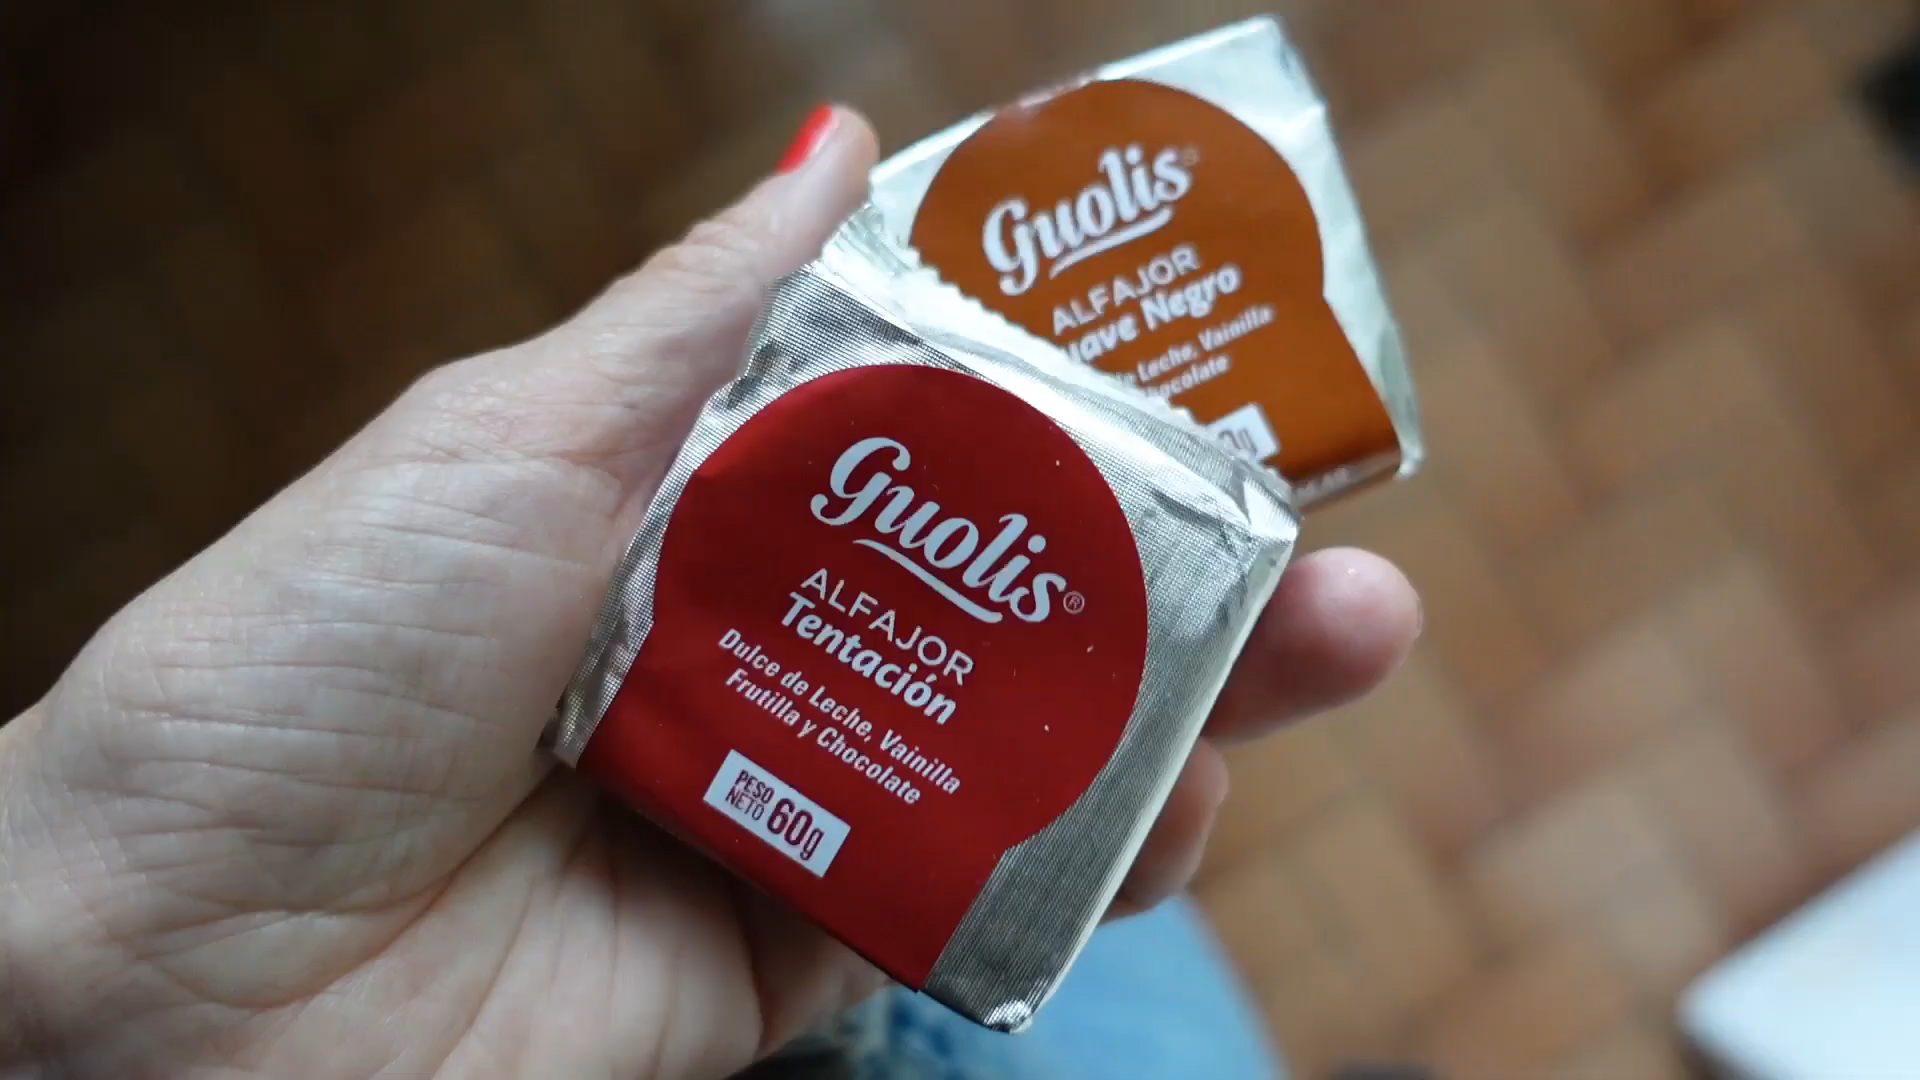 Guolis
ALFAJOR
Negro
Leche, Vainilla
Guolis®
ALFAJOR
Tentación
Dulce de Leche, Vainilla
Frutilla y Chocolate
PESO
NETO 60g